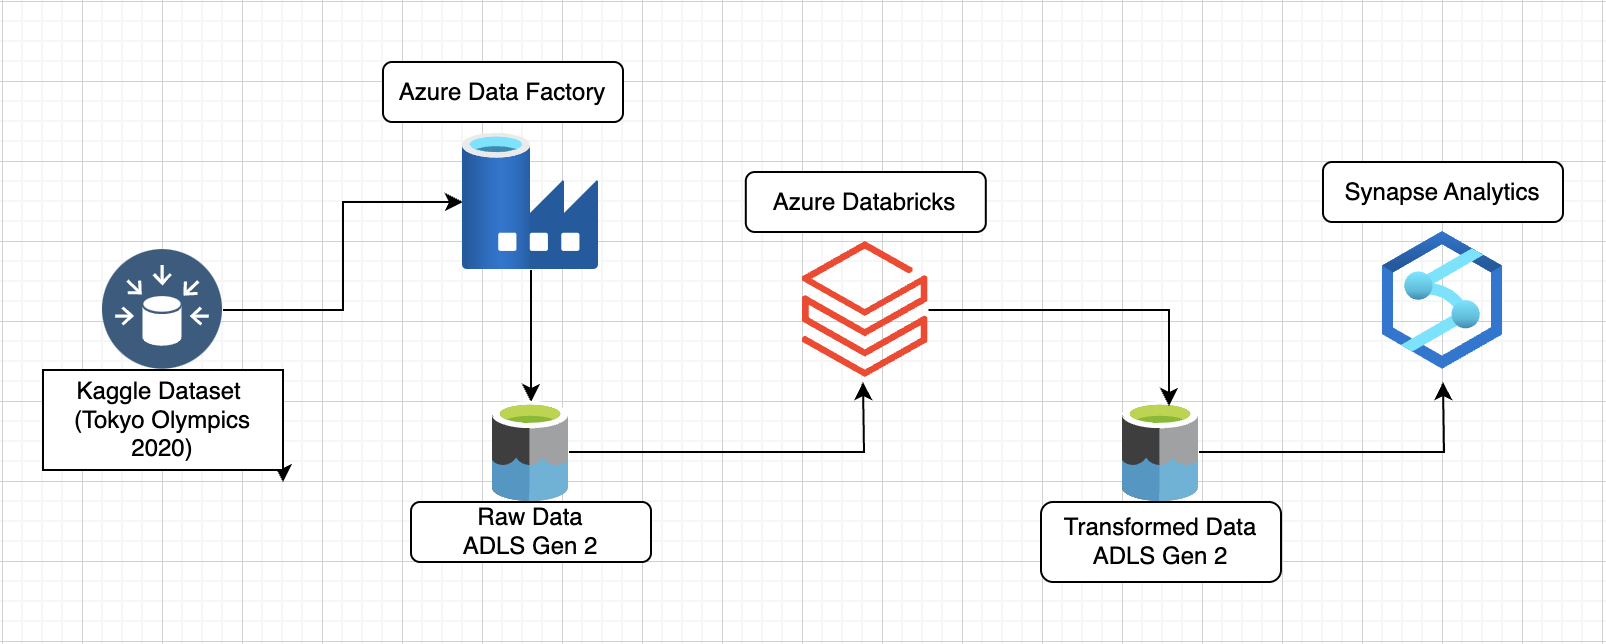 Azure Data Factory
Azure Databricks
Synapse Analytics
Kaggle Dataset
(Tokyo Olympics
2020)
Raw Data
ADLS Gen 2
Transformed Data
ADLS Gen 2